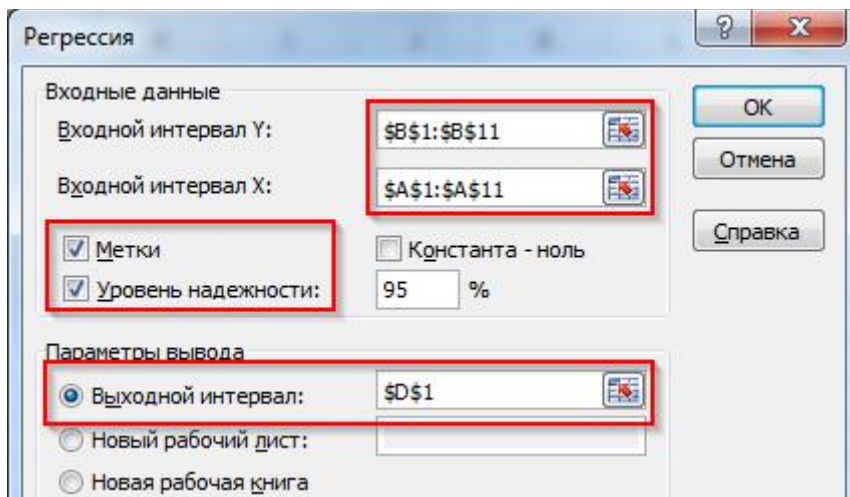 Регрессия
Входные данные
Входной интервал Y: $B$1:$B$11
Входной интервал X: $A$1:$A$11
Метки Константа - ноль
Уровень надежности: 95 %
OK
Отмена
Справка
Параметры вывода
Выходной интервал: $D$1
Новый рабочий лист:
Новая рабочая книга